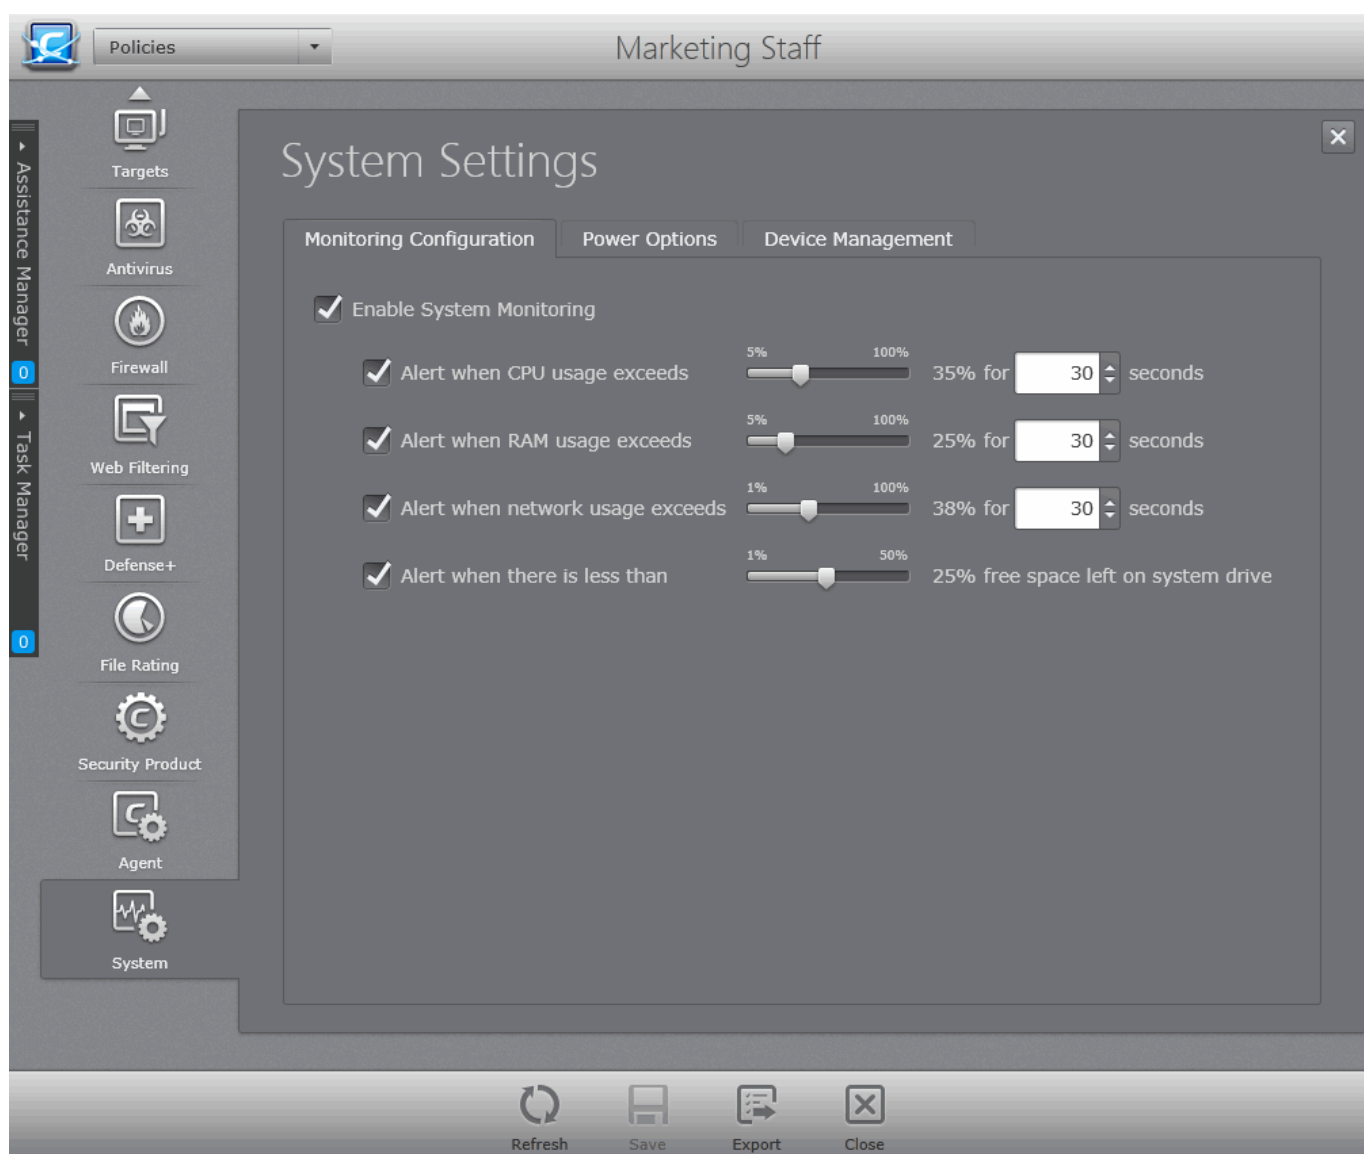 Policies
Marketing Staff
Assistance Manager
0
Task Manager
0
Targets
Antivirus
Firewall
Web Filtering
Defense+
File Rating
Security Product
Agent
System
System Settings
Monitoring Configuration Power Options Device Management
Enable System Monitoring
5% 100%
Alert when CPU usage exceeds 35% for 30 seconds
5% 100%
Alert when RAM usage exceeds 25% for 30 seconds
1% 100%
Alert when network usage exceeds 38% for 30 seconds
1% 50%
Alert when there is less than 25% free space left on system drive
Refresh Save Export Close